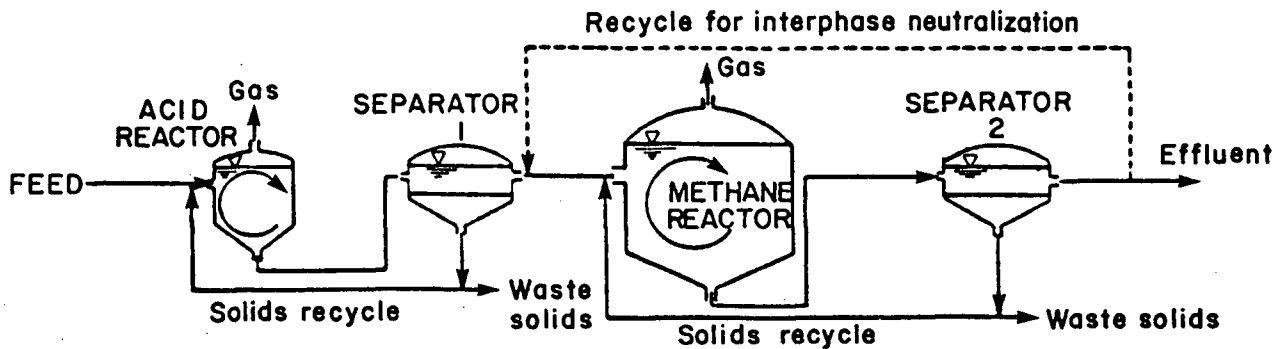 Recycle for interphase neutralization
Gas
Gas
ACID
REACTOR
SEPARATOR
1
SEPARATOR
2
Effluent
FEED
METHANE
REACTOR
Solids recycle
Waste
solids
Solids recycle
Waste solids